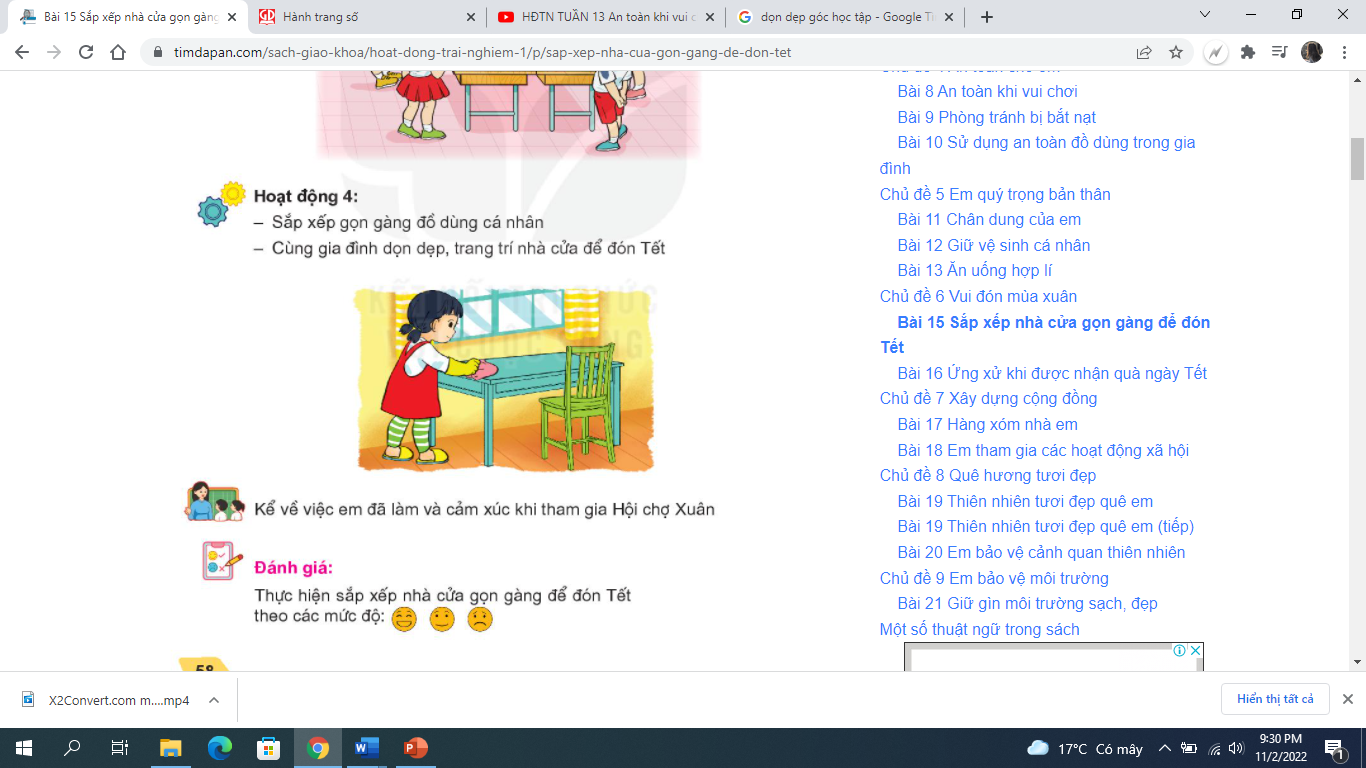 Bài 15 Sắp xếp nhà cửa gọn gàng
Hành trang số
HĐTN TUẦN 13 An toàn khi vui c
dọn dẹp góc học tập - Google Tì
timdapan.com/sach-giao-khoa/hoat-dong-trai-nghiem-1/p/sap-xep-nha-cua-gon-gang-de-don-tet
Hoạt động 4:
– Sắp xếp gọn gàng đồ dùng cá nhân
– Cùng gia đình dọn dẹp, trang trí nhà cửa để đón Tết
Kể về việc em đã làm và cảm xúc khi tham gia Hội chợ Xuân
Đánh giá:
Thực hiện sắp xếp nhà cửa gọn gàng để đón Tết
theo các mức độ:
58
Bài 8 An toàn khi vui chơi
Bài 9 Phòng tránh bị bắt nạt
Bài 10 Sử dụng an toàn đồ dùng trong gia
đình
Chủ đề 5 Em quý trọng bản thân
Bài 11 Chân dung của em
Bài 12 Giữ vệ sinh cá nhân
Bài 13 Ăn uống hợp lí
Chủ đề 6 Vui đón mùa xuân
Bài 15 Sắp xếp nhà cửa gọn gàng để đón
Tết
Bài 16 Ứng xử khi được nhận quà ngày Tết
Chủ đề 7 Xây dựng cộng đồng
Bài 17 Hàng xóm nhà em
Bài 18 Em tham gia các hoạt động xã hội
Chủ đề 8 Quê hương tươi đẹp
Bài 19 Thiên nhiên tươi đẹp quê em
Bài 19 Thiên nhiên tươi đẹp quê em (tiếp)
Bài 20 Em bảo vệ cảnh quan thiên nhiên
Chủ đề 9 Em bảo vệ môi trường
Bài 21 Giữ gìn môi trường sạch, đẹp
Một số thuật ngữ trong sách
X2Convert.com m....mp4
Hiển thị tất cả
17°C Có mây
9:30 PM
11/2/2022
1